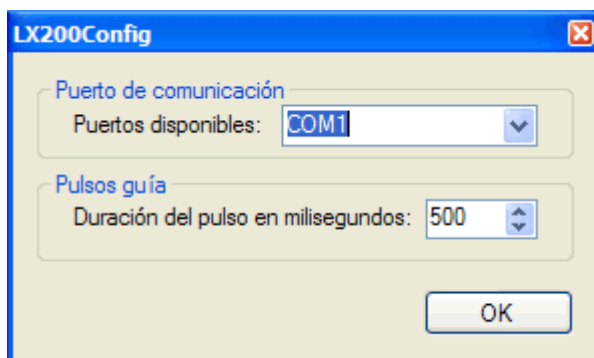 LX200Config
Puerto de comunicación
Puertos disponibles: COM1
Pulsos guía
Duración del pulso en milisegundos: 500
OK